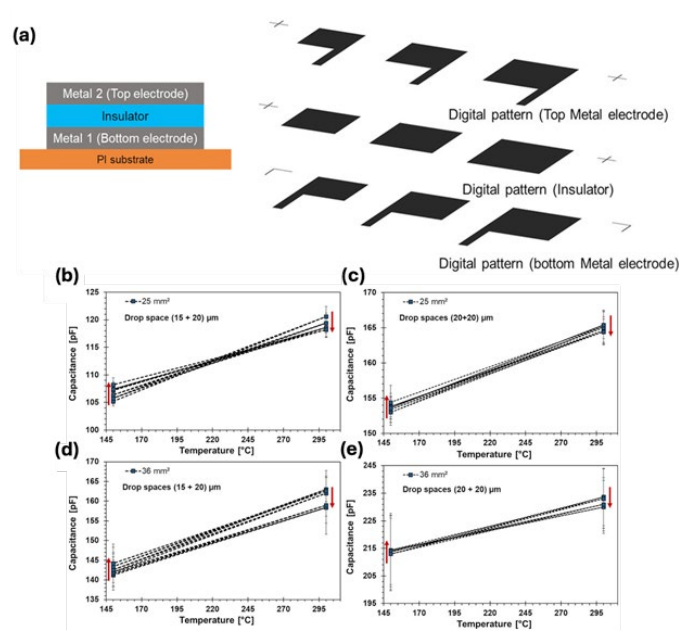 (a)
Metal 2 (Top electrode)
Insulator
Metal 1 (Bottom electrode)
PI substrate
Digital pattern (Top Metal electrode)
Digital pattern (Insulator)
Digital pattern (bottom Metal electrode)
(b)
125
120
115
110
105
100
Capacitance [pF]
25 mm²
Drop space (15 + 20) µm
145 170 195 220 245 270 295
Temperature [°C]
(c)
170
165
160
155
150
Capacitance [pF]
25 mm²
Drop spaces (20+20) µm
145 170 195 220 245 270 295
Temperature [°C]
(d)
170
165
160
155
150
145
140
135
Capacitance [pF]
36 mm²
Drop spaces (15 + 20) µm
145 170 195 220 245 270 295
Temperature [°C]
(e)
245
235
225
215
205
195
Capacitance [pF]
36 mm²
Drop spaces (20 + 20) µm
145 170 195 220 245 270 295
Temperature [°C]